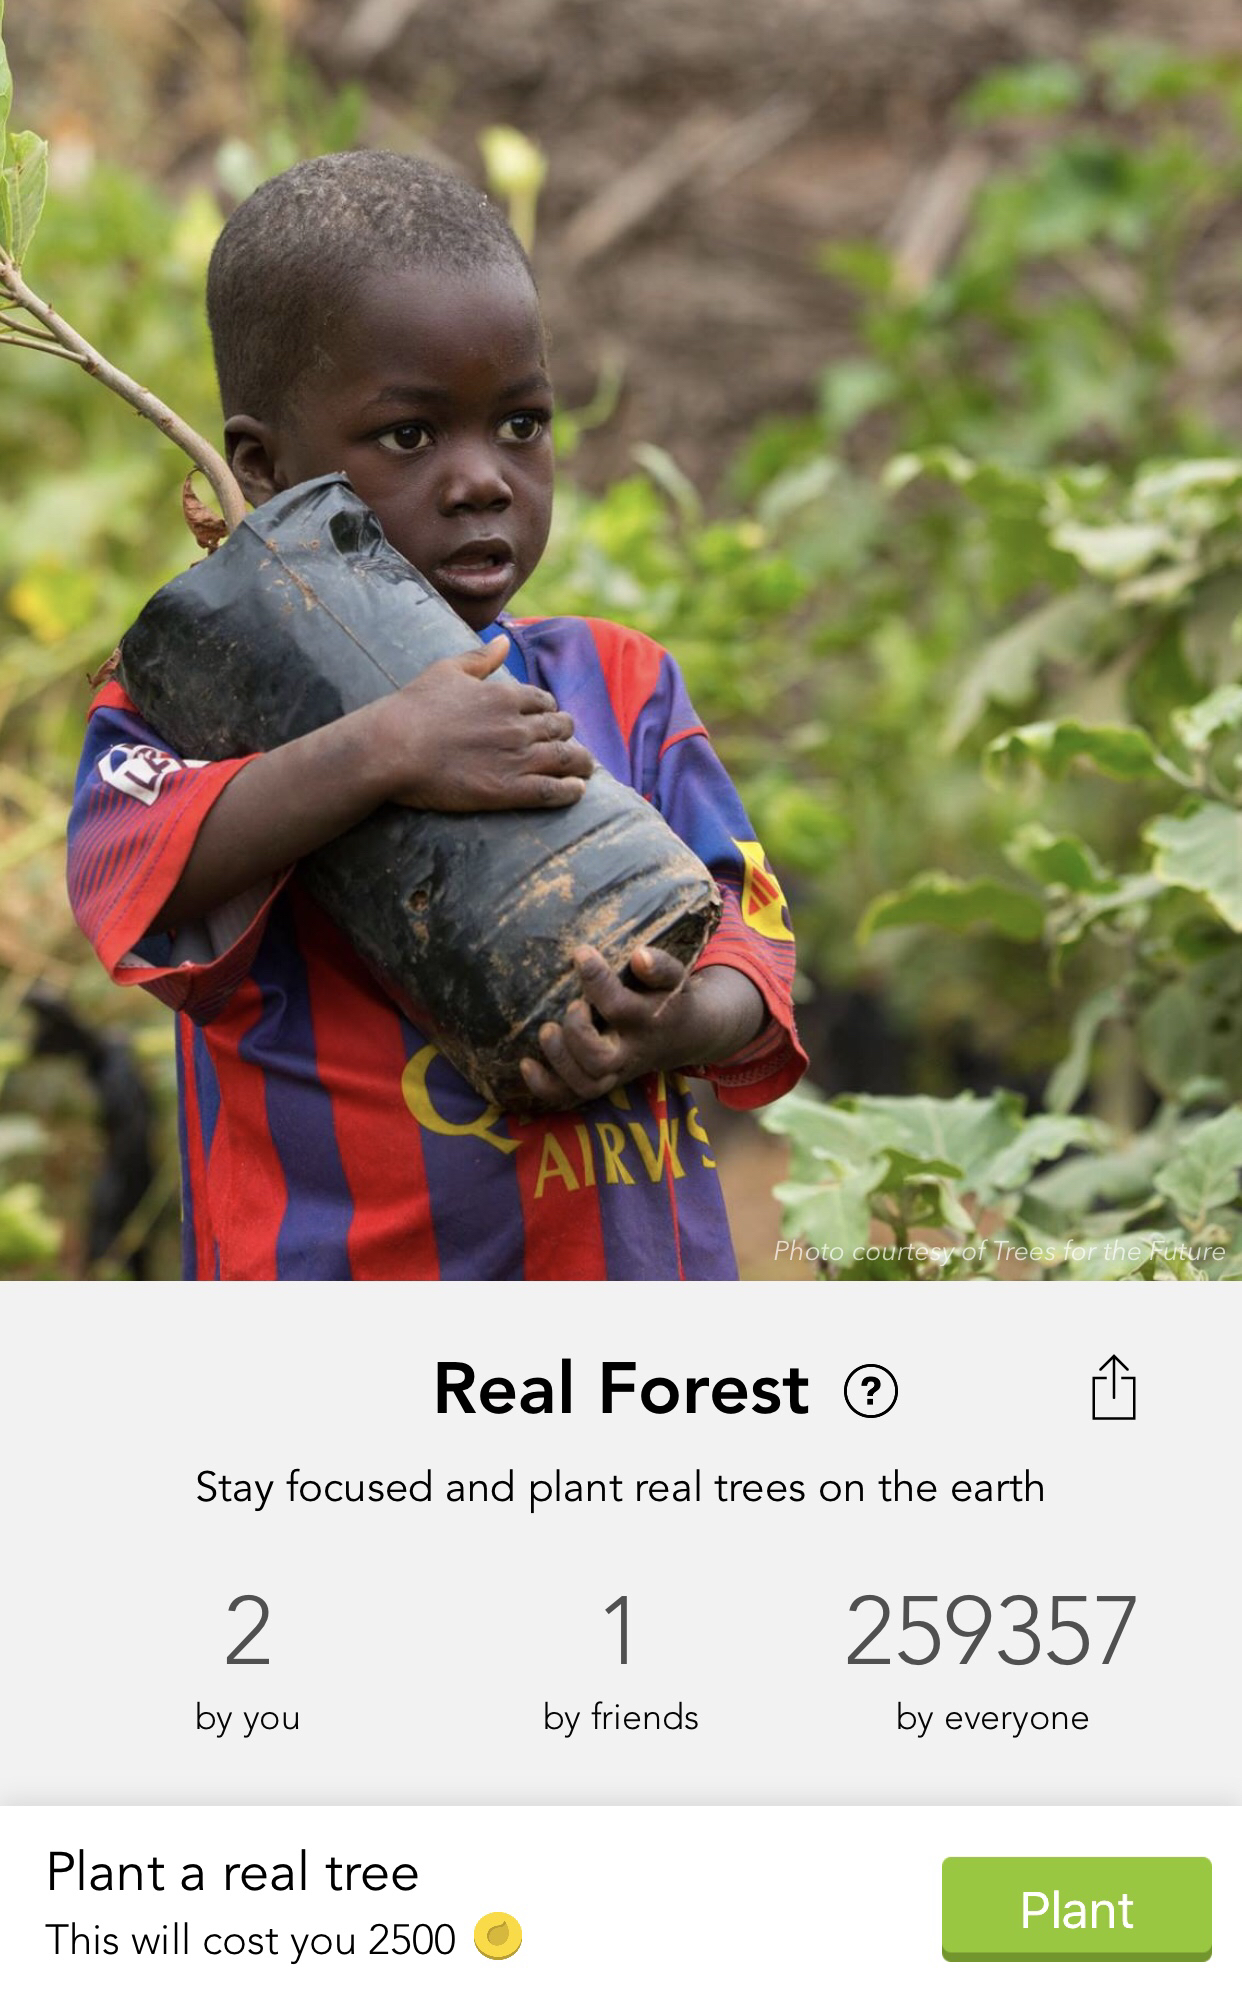 Q
AIRW S
Photo courtesy of Trees for the Future
Real Forest ?
Stay focused and plant real trees on the earth
2 1 259357
by you by friends by everyone
Plant a real tree
This will cost you 2500
Plant